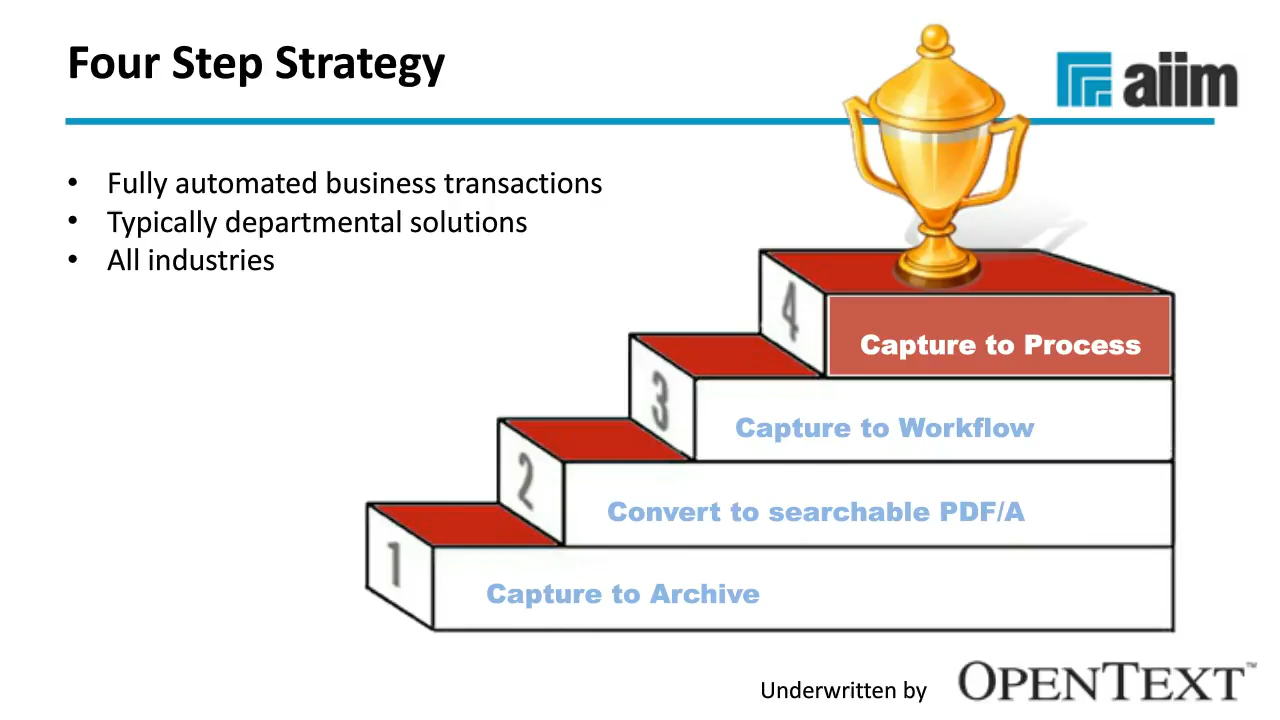 Four Step Strategy
aiim
• Fully automated business transactions
• Typically departmental solutions
• All industries
4
Capture to Process
3
Capture to Workflow
2
Convert to searchable PDF/A
1
Capture to Archive
Underwritten by OPENTEXT™